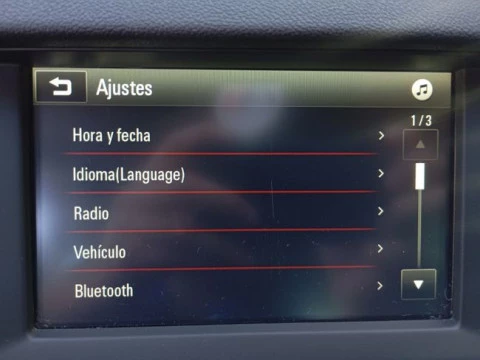 Ajustes
1/3
Hora y fecha
Idioma(Language)
Radio
Vehículo
Bluetooth